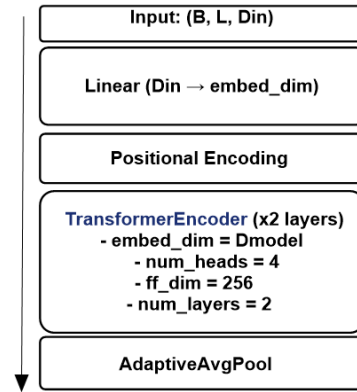 Input: (B, L, Din)
Linear (Din → embed_dim)
Positional Encoding
TransformerEncoder (x2 layers)
- embed_dim = Dmodel
- num_heads = 4
- ff_dim = 256
- num_layers = 2
AdaptiveAvgPool